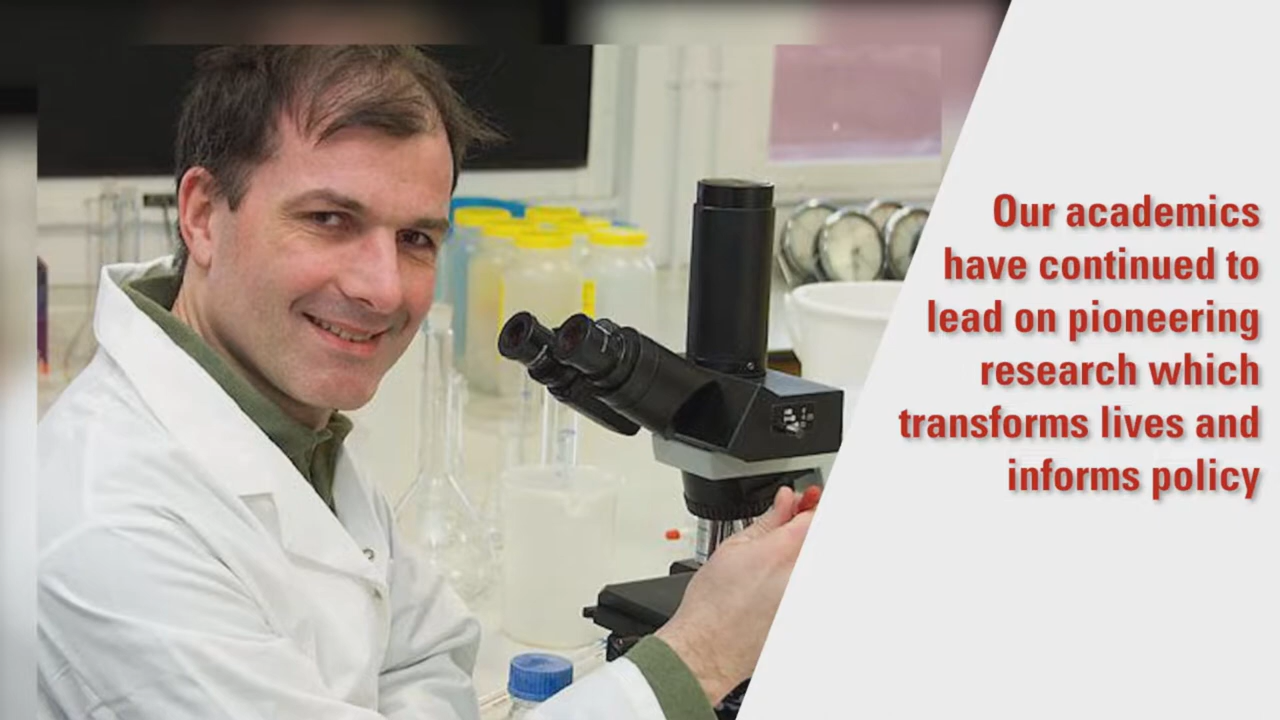 Our academics
have continued to
lead on pioneering
research which
transforms lives and
informs policy